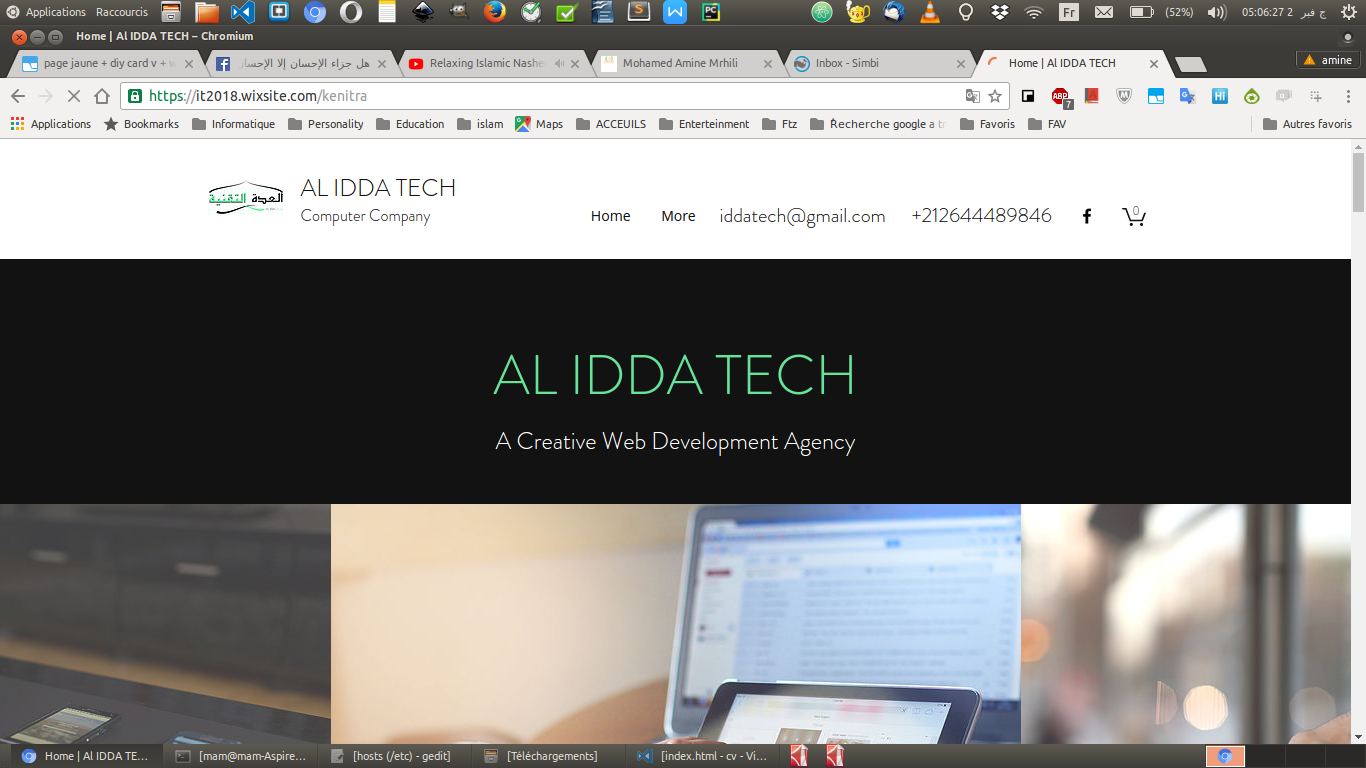 Applications Raccourcis Fr (52%) 05:06:27 2 ج فبر
Home | Al IDDA TECH – Chromium
page jaune + diy card v + w
هل جزاء الإحسان إلا الإحسان
Relaxing Islamic Nashe
Mohamed Amine Mrhili
Inbox - Simbi
Home | Al IDDA TECH
amine
https://it2018.wixsite.com/kenitra
ABP
7
Hi
Applications Bookmarks Informatique Personality Education islam Maps ACCEUILS Enterteinment Ftz Recherche google a tr Favoris FAV Autres favoris
العدة التقنية
AL IDDA TECH
Computer Company
Home More iddatech@gmail.com +212644489846 f 0
AL IDDA TECH
A Creative Web Development Agency
Home | Al IDDA TE... [mam@mam-Aspire... [hosts (/etc) - gedit] [Téléchargements] [index.html - cv - Vi...